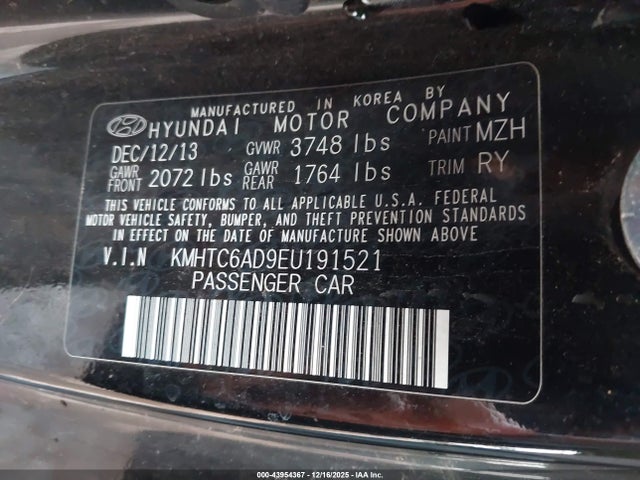 MANUFACTURED IN KOREA BY
HYUNDAI MOTOR COMPANY
DEC/12/13 GVWR 3748 lbs PAINT MZH
GAWR FRONT 2072 lbs GAWR REAR 1764 lbs TRIM RY
THIS VEHICLE CONFORMS TO ALL APPLICABLE U.S.A. FEDERAL
MOTOR VEHICLE SAFETY, BUMPER, AND THEFT PREVENTION STANDARDS
IN EFFECT ON THE DATE OF MANUFACTURE SHOWN ABOVE
V.I.N KMHTC6AD9EU191521
PASSENGER CAR
000-43954367 - 12/16/2025 - IAA Inc.